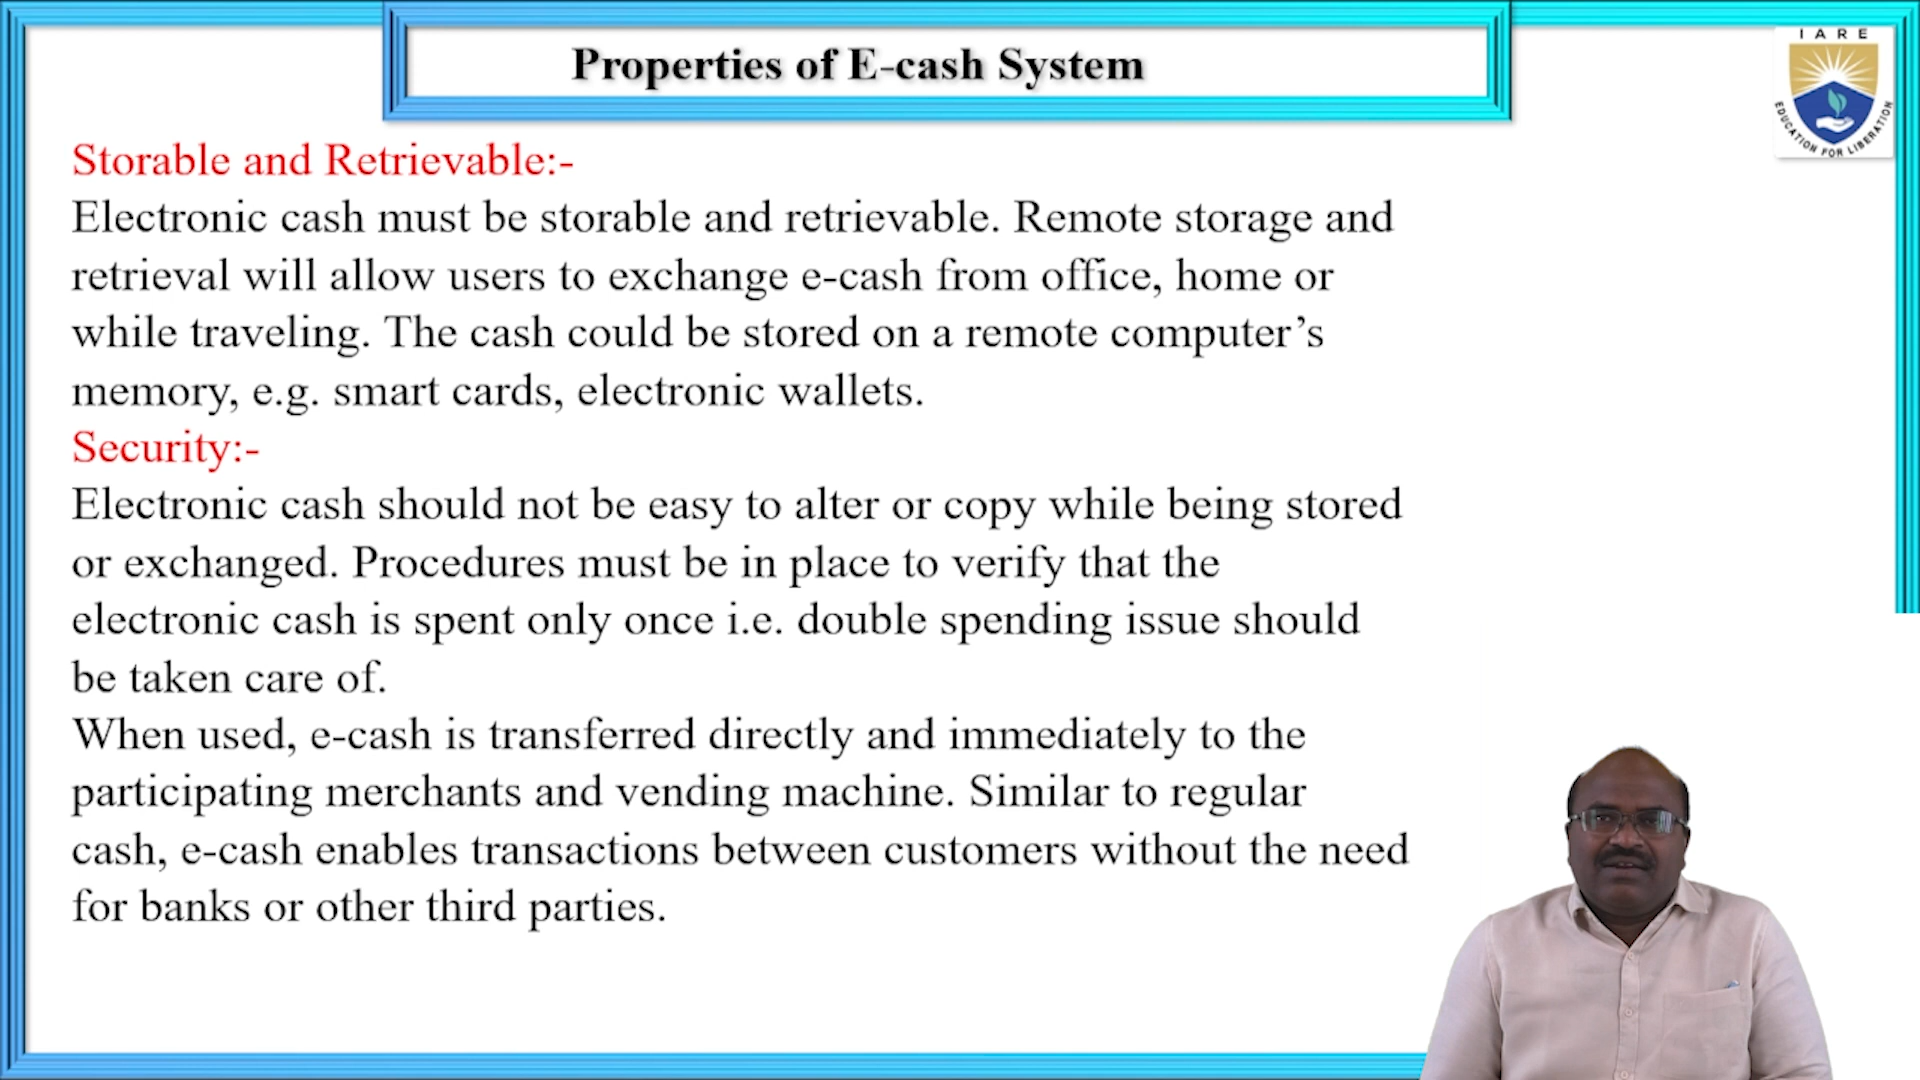 Properties of E-cash System
IARE
EDUCATION FOR LIBERATION
Storable and Retrievable:-
Electronic cash must be storable and retrievable. Remote storage and
retrieval will allow users to exchange e-cash from office, home or
while traveling. The cash could be stored on a remote computer’s
memory, e.g. smart cards, electronic wallets.
Security:-
Electronic cash should not be easy to alter or copy while being stored
or exchanged. Procedures must be in place to verify that the
electronic cash is spent only once i.e. double spending issue should
be taken care of.
When used, e-cash is transferred directly and immediately to the
participating merchants and vending machine. Similar to regular
cash, e-cash enables transactions between customers without the need
for banks or other third parties.